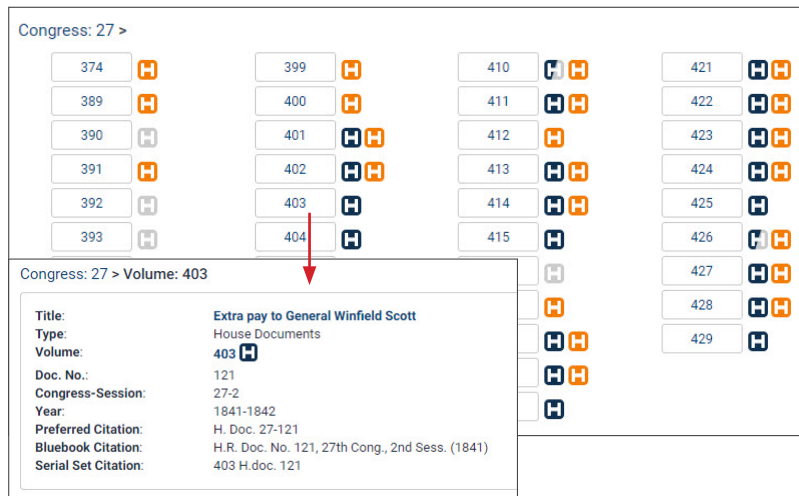 Congress: 27 >
374 H 399 H 410 H H 421 H H
389 H 400 H 411 H H 422 H H
390 H 401 H H 412 H 423 H H
391 H 402 H H 413 H H 424 H H
392 H 403 H 414 H H 425 H
393 H 404 H 415 H 426 H H
H 427 H H
H 428 H H
H H 429 H
H H
H
Congress: 27 > Volume: 403
Title: Extra pay to General Winfield Scott
Type: House Documents
Volume: 403 H
Doc. No.: 121
Congress-Session: 27-2
Year: 1841-1842
Preferred Citation: H. Doc. 27-121
Bluebook Citation: H.R. Doc. No. 121, 27th Cong., 2nd Sess. (1841)
Serial Set Citation: 403 H.doc. 121